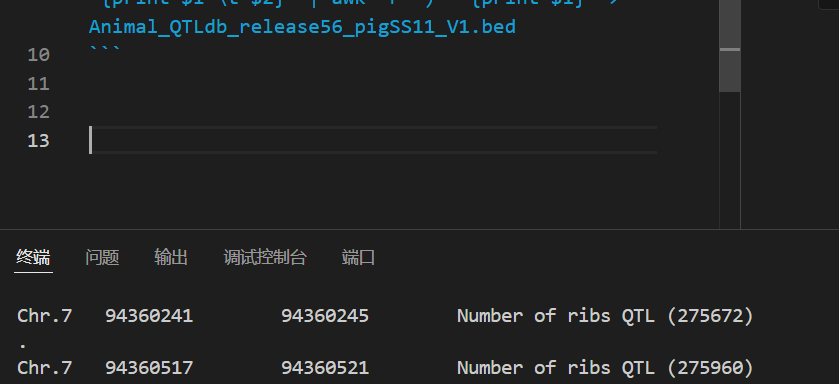 Animal_QTLdb_release56_pigSS11_V1.bed
10 ```
11
12
13
终端 问题 输出 调试控制台 端口
Chr.7 94360241 94360245 Number of ribs QTL (275672)
.
Chr.7 94360517 94360521 Number of ribs QTL (275960)